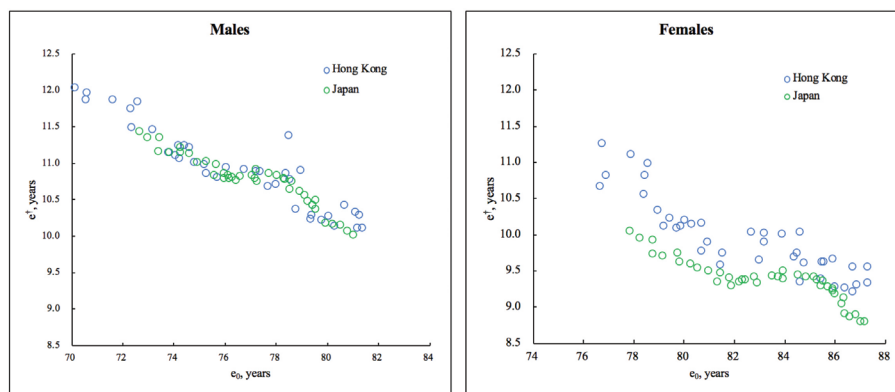 Males
Hong Kong
Japan
e†, years
12.5
12.0
11.5
11.0
10.5
10.0
9.5
9.0
8.5
70 72 74 76 78 80 82 84
e₀, years
Females
Hong Kong
Japan
e†, years
12.5
12.0
11.5
11.0
10.5
10.0
9.5
9.0
8.5
74 76 78 80 82 84 86 88
e₀, years